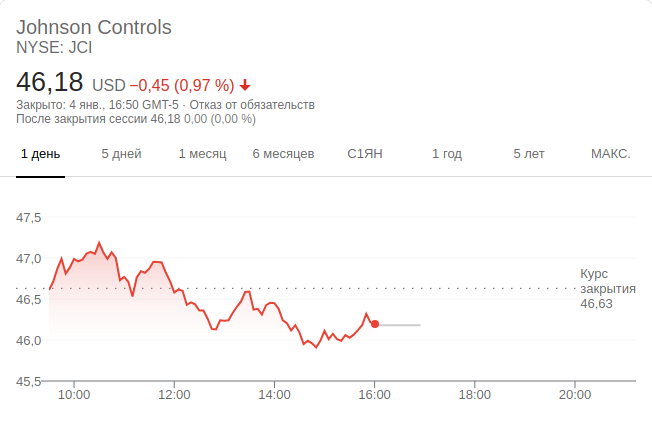 Johnson Controls
NYSE: JCI
46,18 USD −0,45 (0,97 %)
Закрыто: 4 янв., 16:50 GMT-5 · Отказ от обязательств
После закрытия сессии 46,18 0,00 (0,00 %)
1 день 5 дней 1 месяц 6 месяцев С1ЯН 1 год 5 лет МАКС.
47,5
47,0
Курс
закрытия
46,63
46,5
46,0
45,5
10:00 12:00 14:00 16:00 18:00 20:00